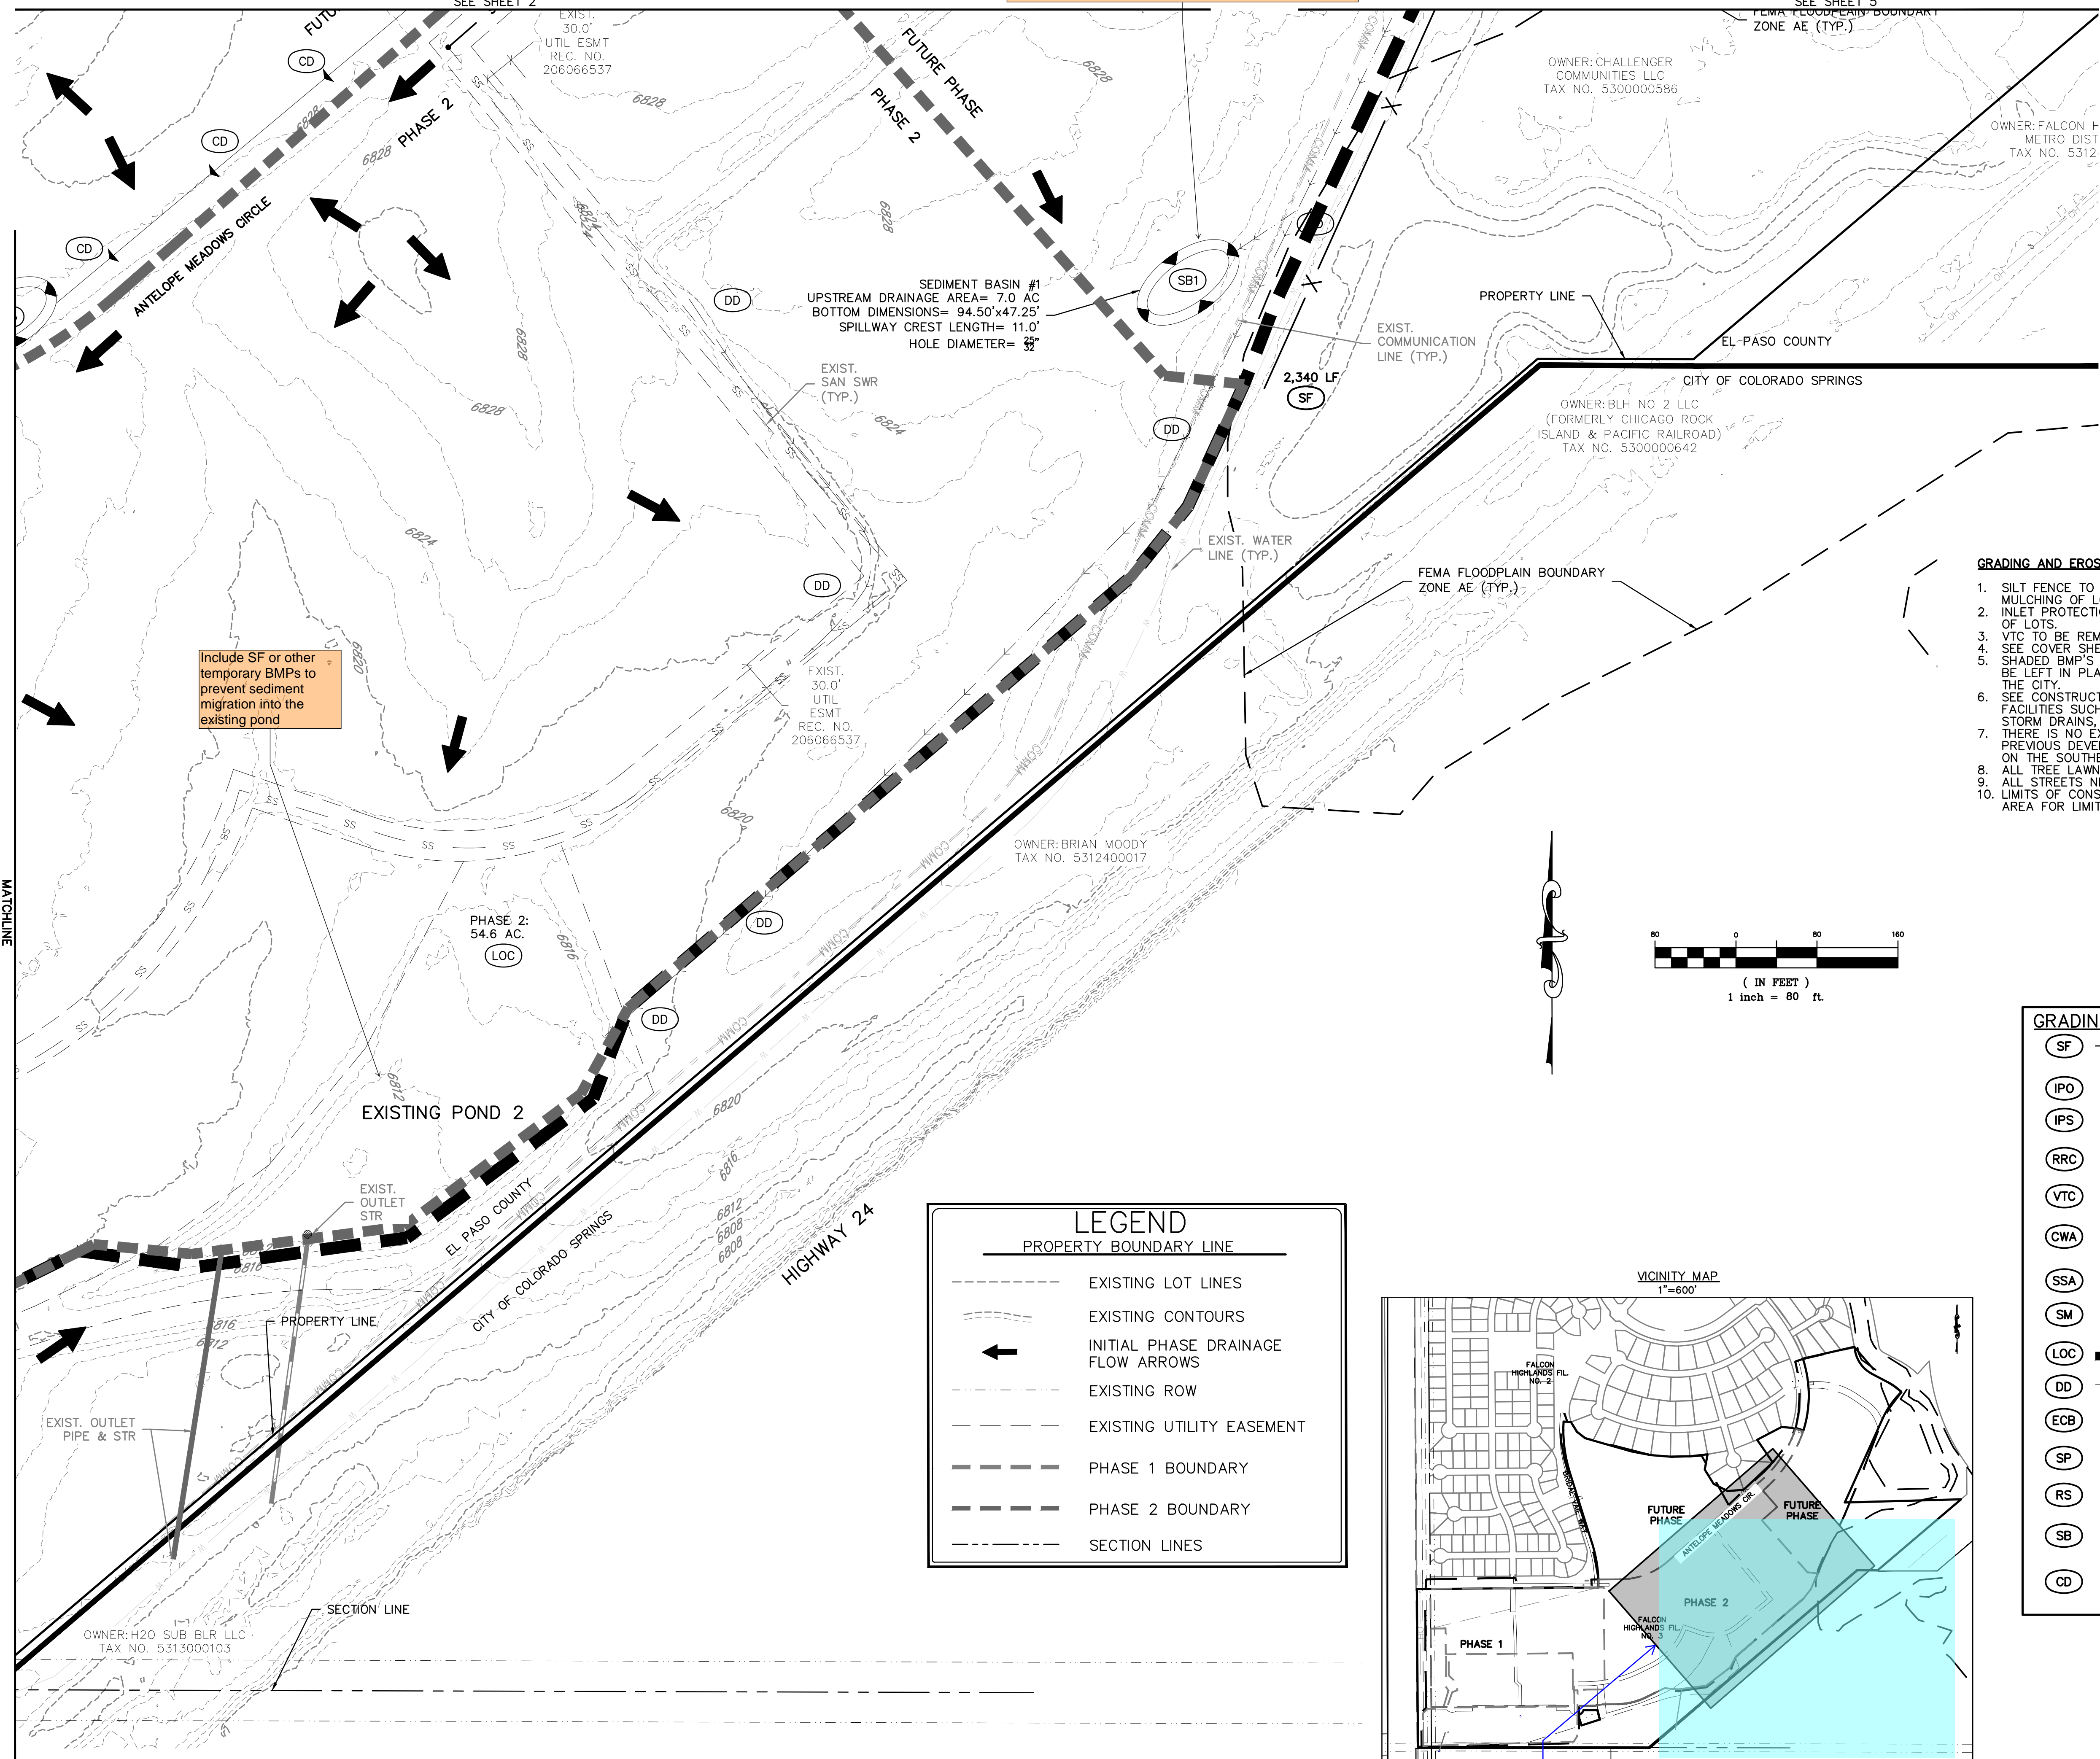 SEE SHEET 2
SEE SHEET 5
FEMA FLOODPLAIN BOUNDARY
ZONE AE (TYP.)
EXIST.
30.0'
UTIL ESMT
REC. NO.
206066537
FUTURE PHASE
PHASE 2
OWNER: CHALLENGER
COMMUNITIES LLC
TAX NO. 5300000586
OWNER: FALCON H
METRO DIST
TAX NO. 5312
CD
CD
CD
PHASE 2
ANTELOPE MEADOWS CIRCLE
6828
6828
6828
6828
6828
6828
6828
6824
6824
6824
6820
6820
6816
6812
DD
SEDIMENT BASIN #1
UPSTREAM DRAINAGE AREA= 7.0 AC
BOTTOM DIMENSIONS= 94.50'x47.25'
SPILLWAY CREST LENGTH= 11.0'
HOLE DIAMETER= 25/32"
SB1
EXIST.
COMMUNICATION
LINE (TYP.)
PROPERTY LINE
EL PASO COUNTY
CITY OF COLORADO SPRINGS
2,340 LF
SF
EXIST.
SAN SWR
(TYP.)
OWNER: BLH NO 2 LLC
(FORMERLY CHICAGO ROCK
ISLAND & PACIFIC RAILROAD)
TAX NO. 5300000642
DD
EXIST. WATER
LINE (TYP.)
DD
FEMA FLOODPLAIN BOUNDARY
ZONE AE (TYP.)
GRADING AND EROS
1. SILT FENCE TO
MULCHING OF L
2. INLET PROTECTI
OF LOTS.
3. VTC TO BE REM
4. SEE COVER SHE
5. SHADED BMP'S
BE LEFT IN PLA
THE CITY.
6. SEE CONSTRUCT
FACILITIES SUCH
STORM DRAINS,
7. THERE IS NO EX
PREVIOUS DEVE
ON THE SOUTHE
8. ALL TREE LAWN
9. ALL STREETS N
10. LIMITS OF CONS
AREA FOR LIMIT
Include SF or other
temporary BMPs to
prevent sediment
migration into the
existing pond
EXIST.
30.0'
UTIL
ESMT
REC. NO.
206066537
OWNER: BRIAN MOODY
TAX NO. 5312400017
MATCHLINE
PHASE 2:
54.6 AC.
LOC
DD
DD
80 0 80 160
( IN FEET )
1 inch = 80 ft.
EXISTING POND 2
EXIST.
OUTLET
STR
6812
6816
6816
6812
EL PASO COUNTY
CITY OF COLORADO SPRINGS
6820
6816
6812
6808
6808
HIGHWAY 24
PROPERTY LINE
EXIST. OUTLET
PIPE & STR
SECTION LINE
OWNER: H2O SUB BLR LLC
TAX NO. 5313000103
LEGEND
PROPERTY BOUNDARY LINE
EXISTING LOT LINES
EXISTING CONTOURS
INITIAL PHASE DRAINAGE
FLOW ARROWS
EXISTING ROW
EXISTING UTILITY EASEMENT
PHASE 1 BOUNDARY
PHASE 2 BOUNDARY
SECTION LINES
GRADIN
SF
IPO
IPS
RRC
VTC
CWA
SSA
SM
LOC
DD
ECB
SP
RS
SB
CD
VICINITY MAP
1"=600'
FALCON
HIGHLANDS FIL.
NO. 2
BRIDAL VAIL WAY
FUTURE
PHASE
ANTELOPE MEADOWS CIR.
FUTURE
PHASE
PHASE 2
FALCON
HIGHLANDS FIL.
NO. 3
PHASE 1